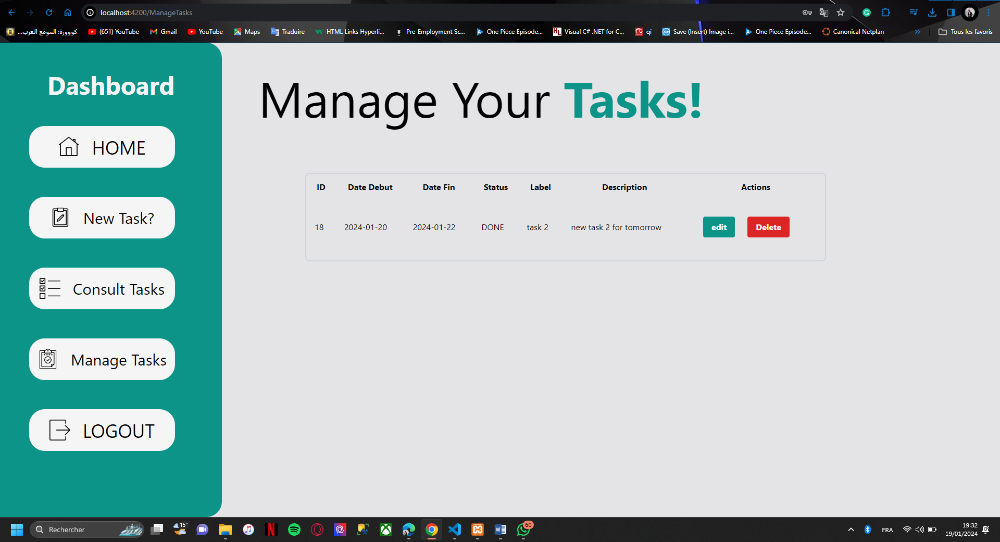 localhost:4200/ManageTasks
كووورة: الموقع العرب...
(651) YouTube
Gmail
YouTube
Maps
Traduire
HTML Links Hyperli...
Pre-Employment Sc...
One Piece Episode...
Visual C# .NET for C...
qi
Save (Insert) Image i...
One Piece Episode...
Canonical Netplan
»
Tous les favoris
Dashboard
HOME
New Task?
Consult Tasks
Manage Tasks
LOGOUT
Manage Your Tasks!
ID Date Debut Date Fin Status Label Description Actions
18 2024-01-20 2024-01-22 DONE task 2 new task 2 for tomorrow edit Delete
Rechercher
15°
60
FRA
19:32
19/01/2024